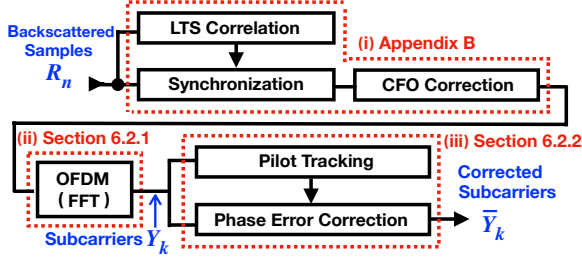 Backscattered
Samples
R_n
LTS Correlation
(i) Appendix B
Synchronization
CFO Correction
(ii) Section 6.2.1
(iii) Section 6.2.2
OFDM
(FFT)
Pilot Tracking
Phase Error Correction
Subcarriers Y_k
Corrected
Subcarriers
Y̅_k